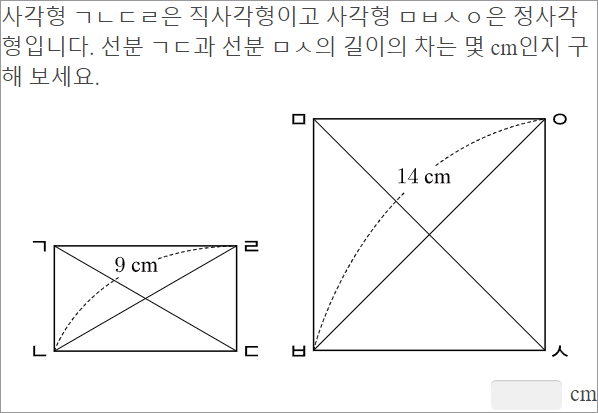 사각형 ㄱㄴㄷㄹ은 직사각형이고 사각형 ㅁㅂㅅㅇ은 정사각
형입니다. 선분 ㄱㄷ과 선분 ㅁㅅ의 길이의 차는 몇 cm인지 구
해 보세요.
ㅁ ㅇ
14 cm
ㄱ ㄹ
9 cm
ㄴ ㄷ ㅂ ㅅ
cm